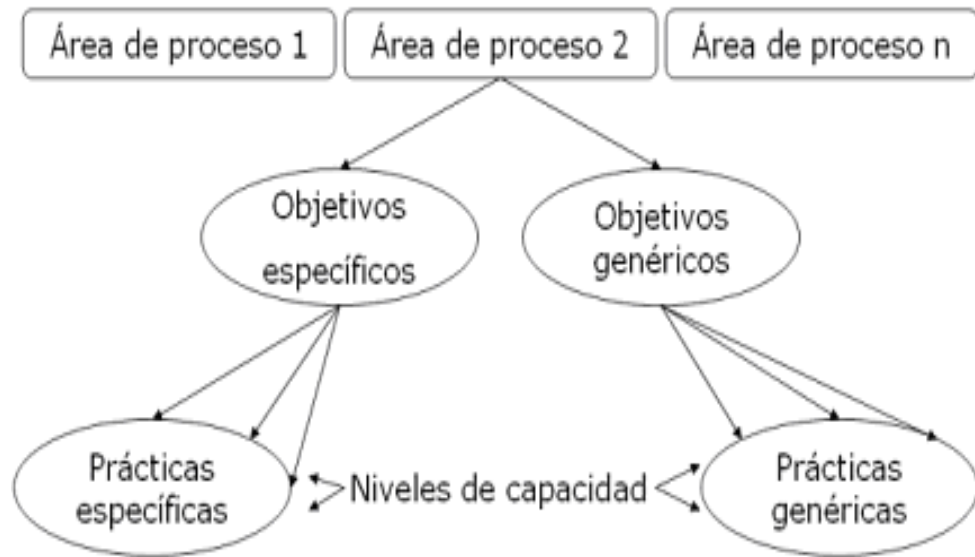 Área de proceso 1
Área de proceso 2
Área de proceso n
Objetivos
específicos
Objetivos
genéricos
Prácticas
específicas
Niveles de capacidad
Prácticas
genéricas